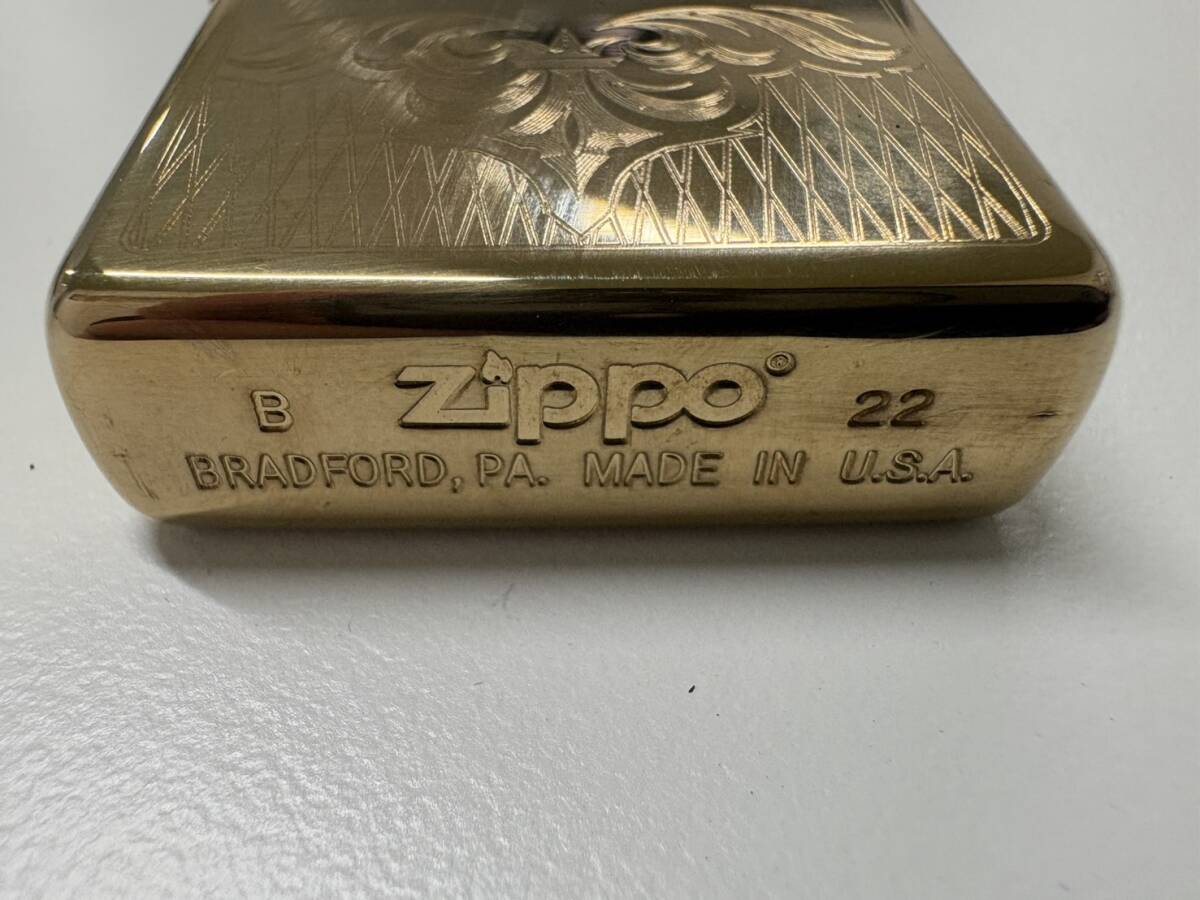 B Zippo® 22
BRADFORD, PA. MADE IN U.S.A.